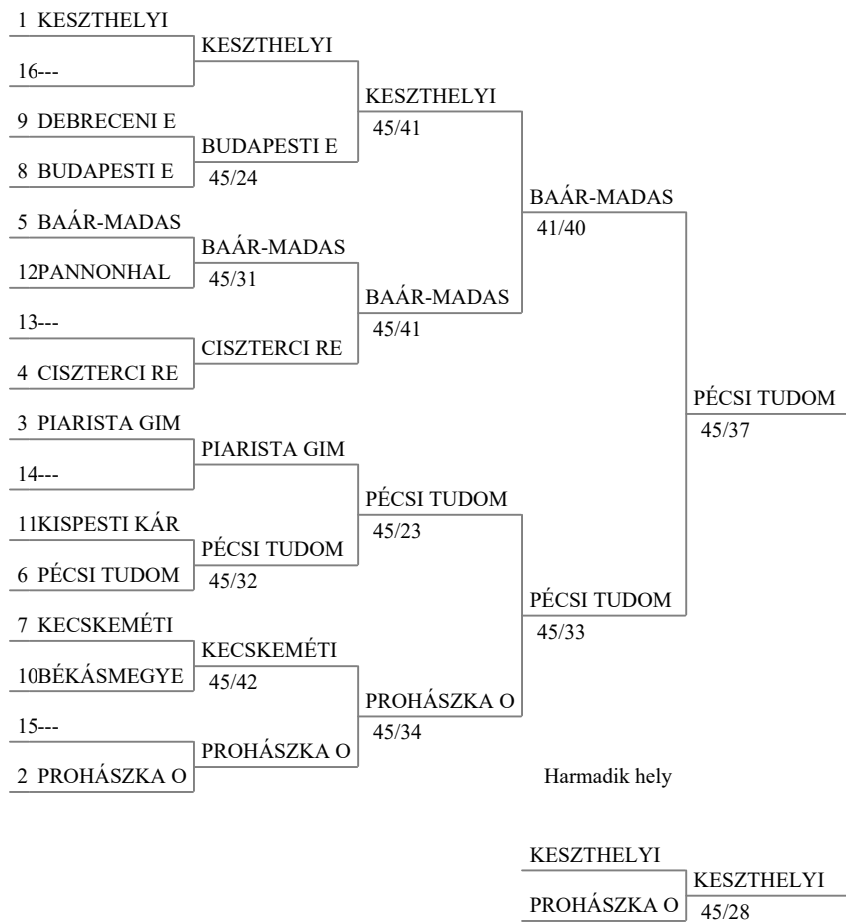 1 KESZTHELYI
KESZTHELYI
16---
KESZTHELYI
45/41
9 DEBRECENI E
BUDAPESTI E
8 BUDAPESTI E
45/24
BAÁR-MADAS
41/40
5 BAÁR-MADAS
BAÁR-MADAS
12PANNONHAL
45/31
BAÁR-MADAS
45/41
13---
CISZTERCI RE
4 CISZTERCI RE
PÉCSI TUDOM
45/37
3 PIARISTA GIM
PIARISTA GIM
14---
PÉCSI TUDOM
45/23
11KISPESTI KÁR
PÉCSI TUDOM
6 PÉCSI TUDOM
45/32
PÉCSI TUDOM
45/33
7 KECSKEMÉTI
KECSKEMÉTI
10BÉKÁSMEGYE
45/42
PROHÁSZKA O
45/34
15---
PROHÁSZKA O
2 PROHÁSZKA O
Harmadik hely
KESZTHELYI
KESZTHELYI
PROHÁSZKA O
45/28